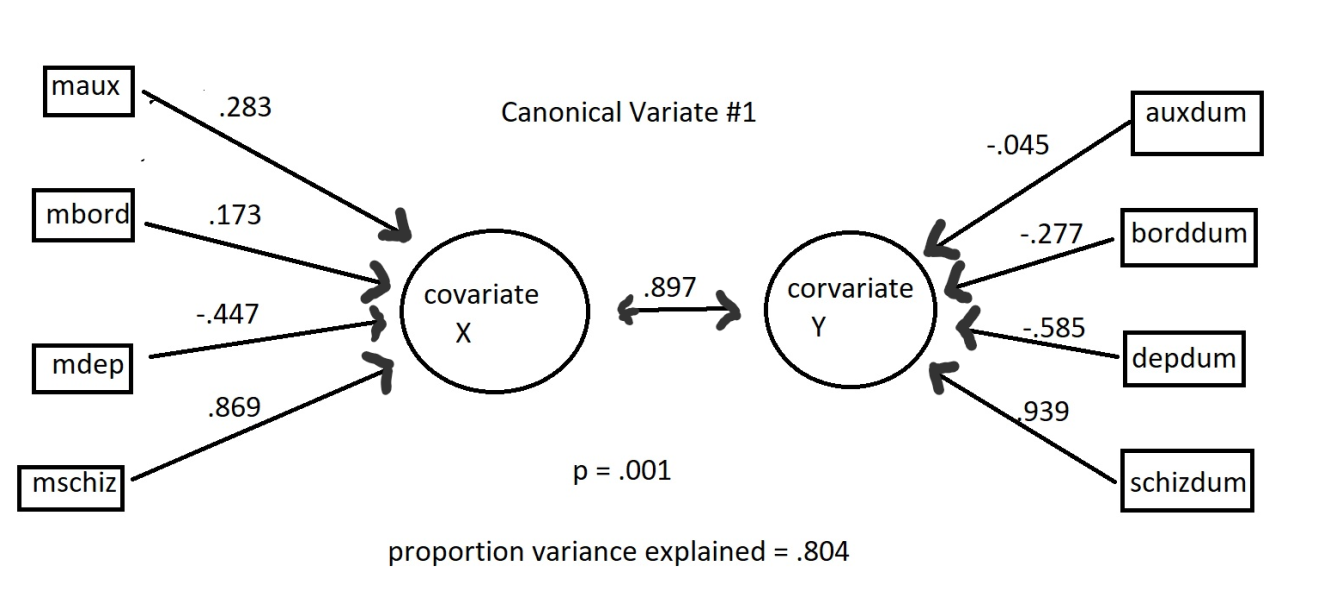 maux
.283
Canonical Variate #1
auxdum
-.045
mbord
.173
-.277
borddum
.897
covariate
X
corvariate
Y
-.447
mdep
-.585
depdum
.869
.939
mschiz
p = .001
schizdum
proportion variance explained = .804